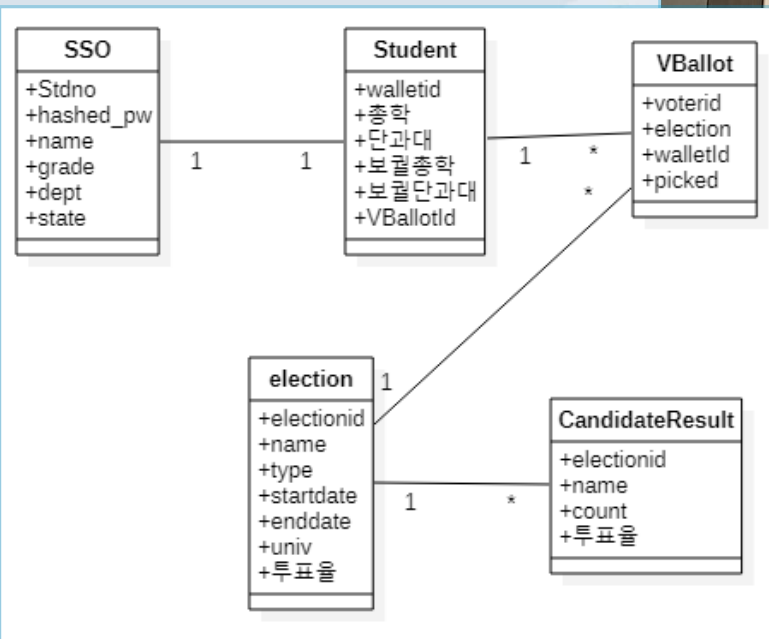 SSO
+Stdno
+hashed_pw
+name
+grade
+dept
+state
1
1
Student
+walletid
+총학
+단과대
+보궐총학
+보궐단과대
+VBallotId
1
*
VBallot
+voterid
+election
+walletId
+picked
*
1
election
+electionid
+name
+type
+startdate
+enddate
+univ
+투표율
1
*
CandidateResult
+electionid
+name
+count
+투표율